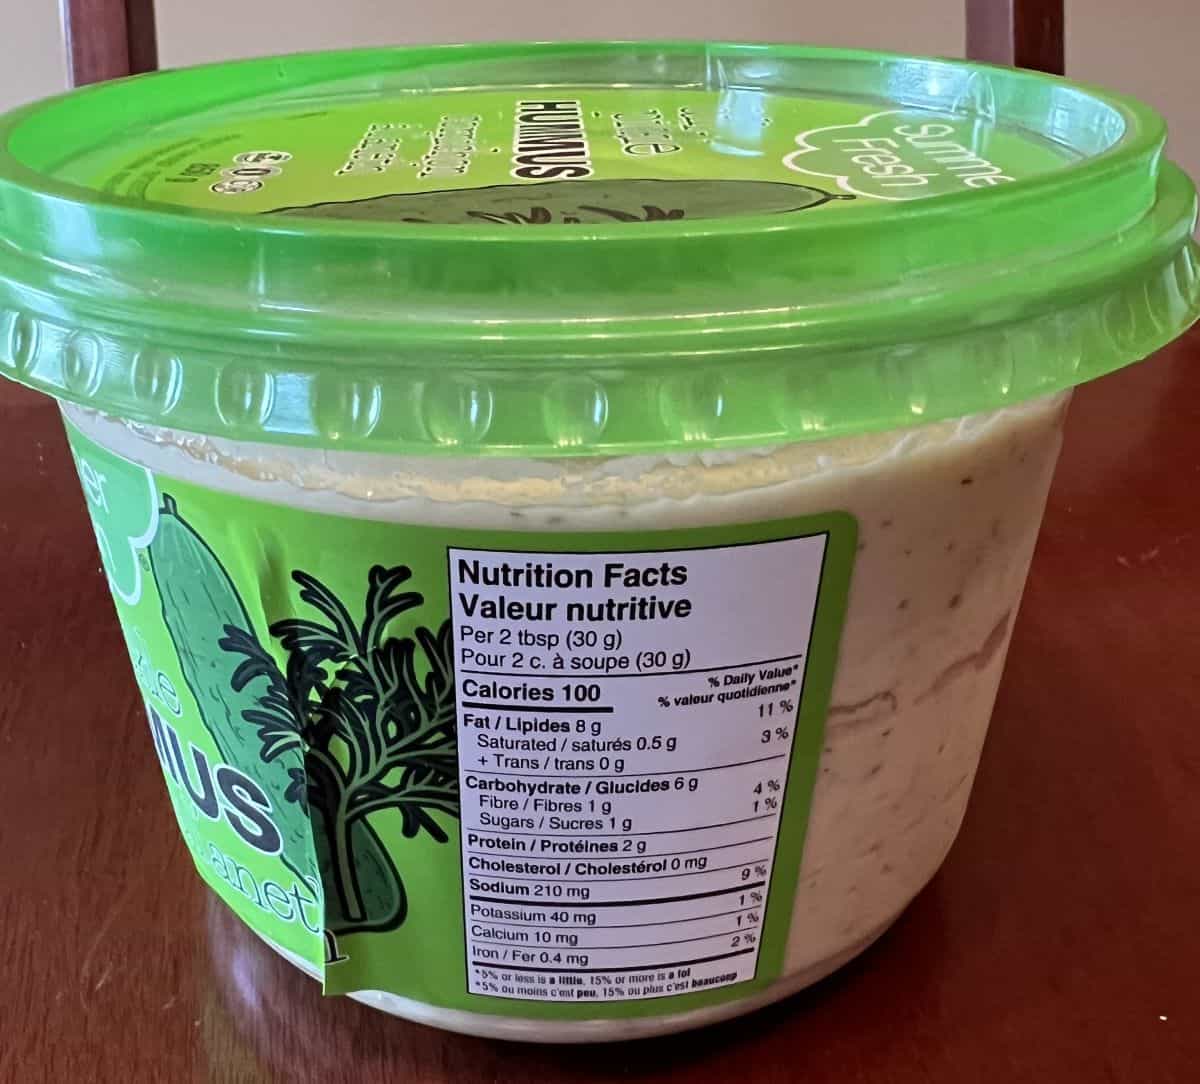 Summe
Fresh
HUMMUS
er
MUS
anet
Nutrition Facts
Valeur nutritive
Per 2 tbsp (30 g)
Pour 2 c. à soupe (30 g)
% Daily Value*
% valeur quotidienne*
Calories 100
Fat / Lipides 8 g 11 %
Saturated / saturés 0.5 g 3 %
+ Trans / trans 0 g
Carbohydrate / Glucides 6 g
Fibre / Fibres 1 g 4 %
Sugars / Sucres 1 g 1 %
Protein / Protéines 2 g
Cholesterol / Cholestérol 0 mg
Sodium 210 mg 9 %
Potassium 40 mg 1 %
Calcium 10 mg 1 %
Iron / Fer 0.4 mg 2 %
*5% or less is a little, 15% or more is a lot
*5% ou moins c'est peu, 15% ou plus c'est beaucoup